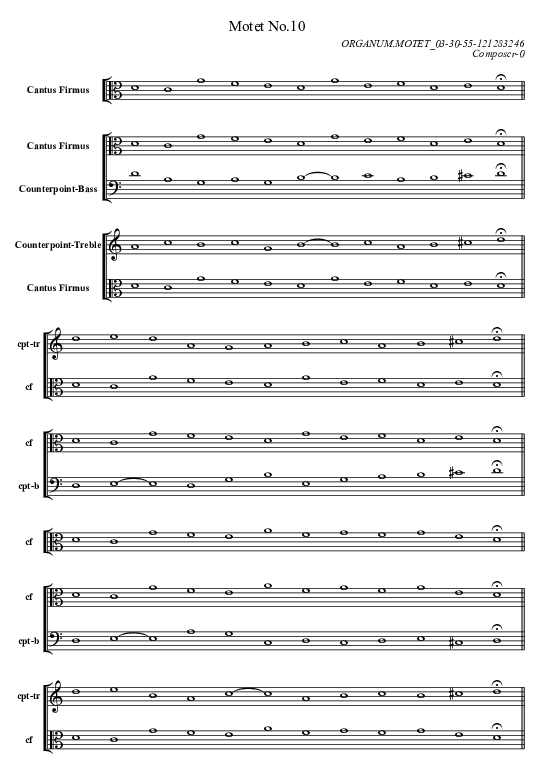 Motet No.10
ORGANUM.MOTET_03-30-55-121283246
Composer-0
Cantus Firmus
Cantus Firmus
Counterpoint-Bass
Counterpoint-Treble
Cantus Firmus
cpt-tr
cf
cf
cpt-b
cf
cf
cpt-b
cpt-tr
cf